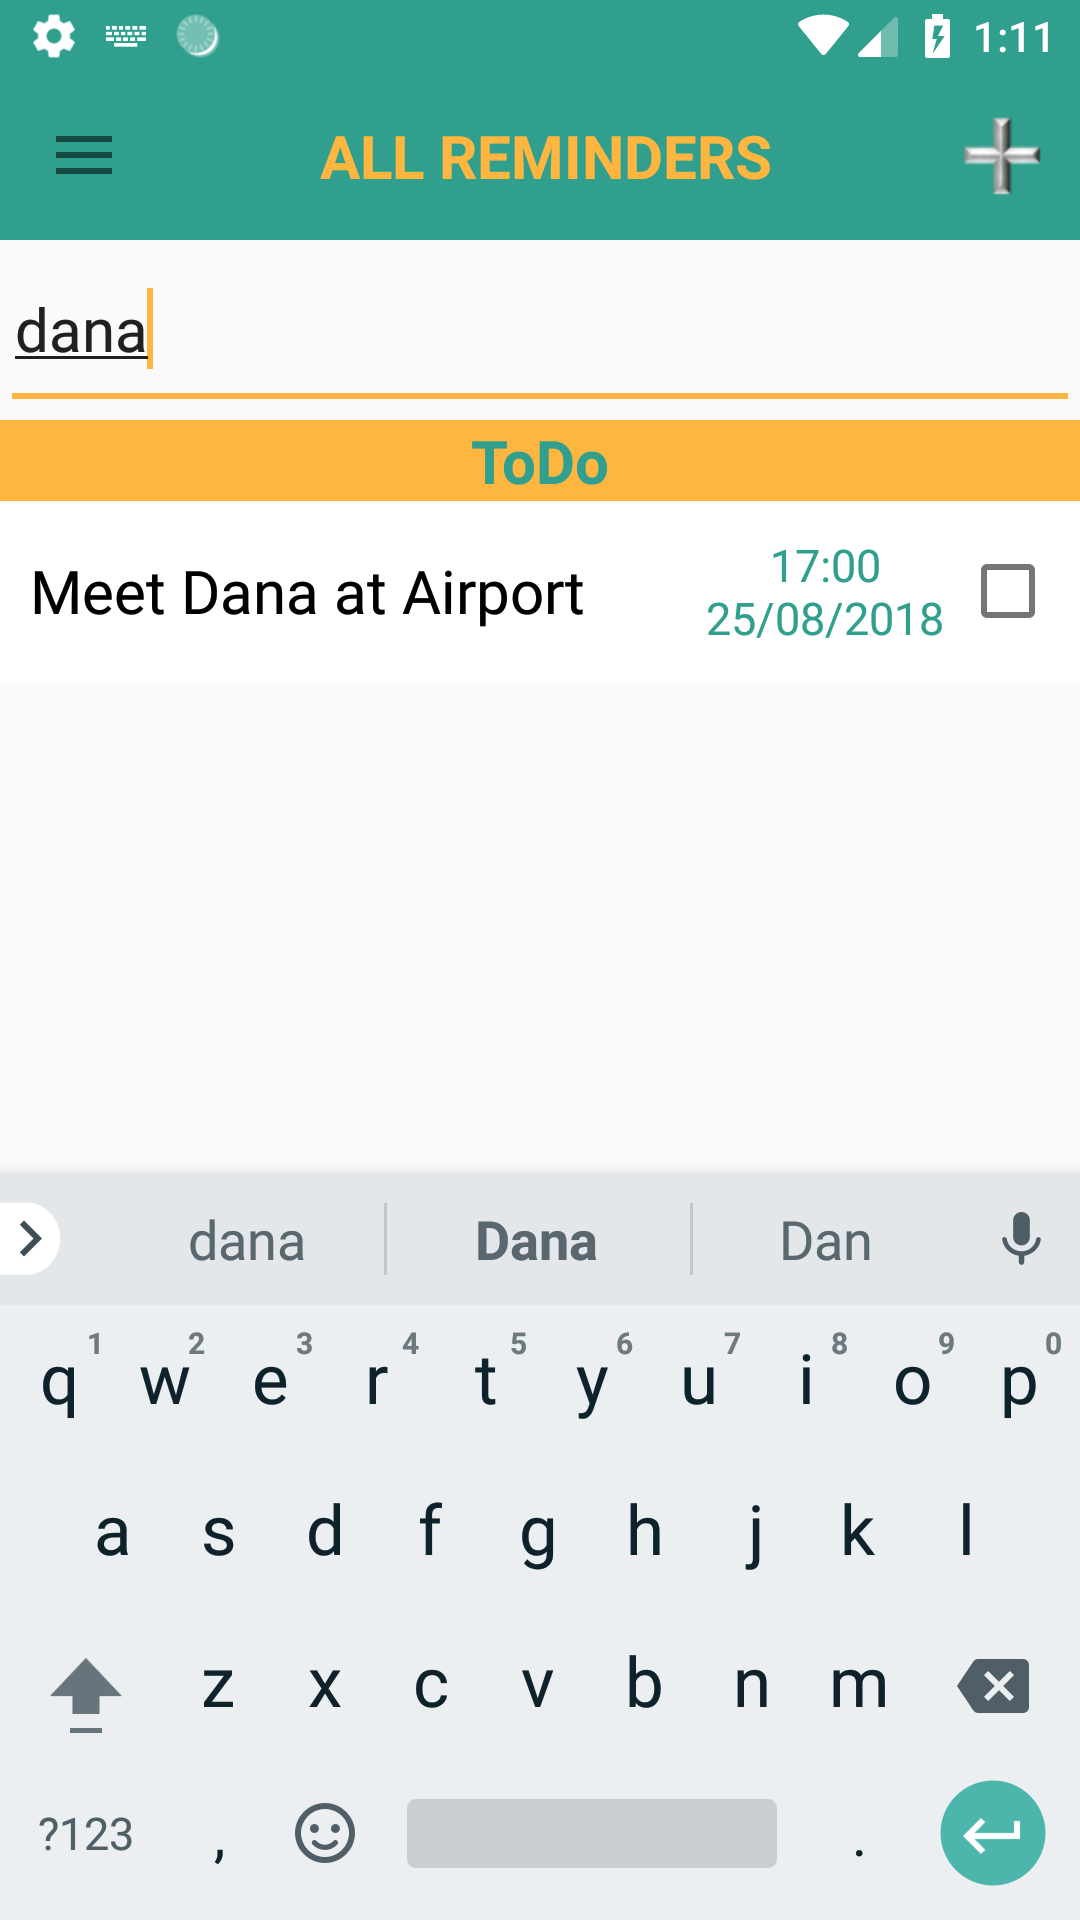 1:11
ALL REMINDERS
dana
ToDo
Meet Dana at Airport
17:00
25/08/2018
dana Dana Dan
1 2 3 4 5 6 7 8 9 0
q w e r t y u i o p
a s d f g h j k l
z x c v b n m
?123 , .